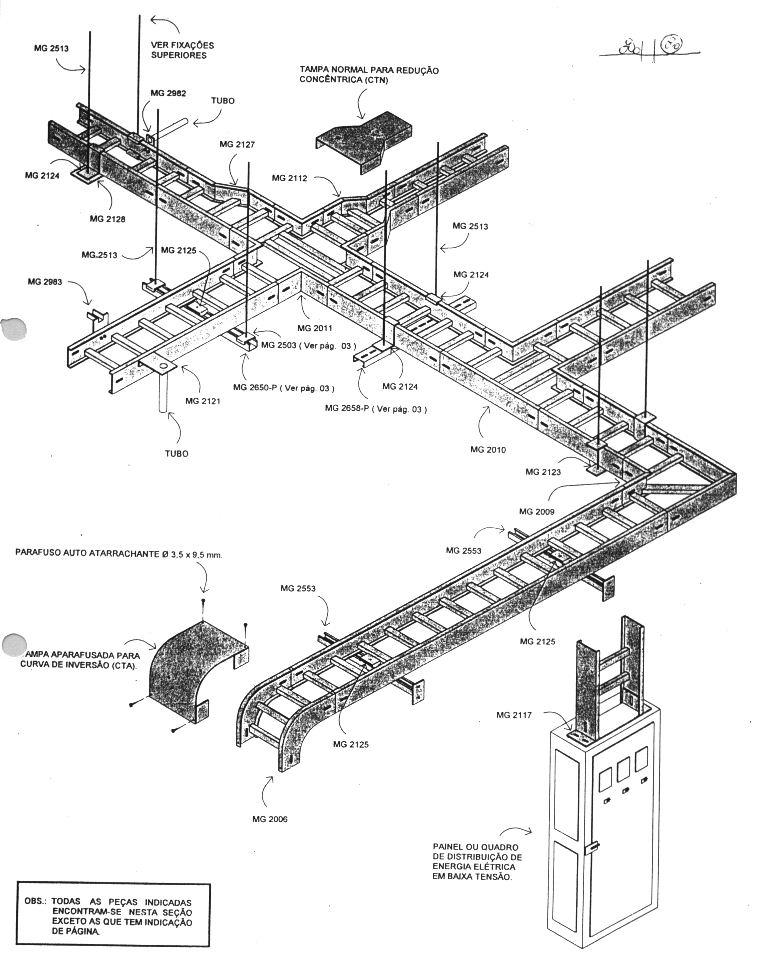 VER FIXAÇÕES
SUPERIORES
MG 2513
TAMPA NORMAL PARA REDUÇÃO
CONCÊNTRICA (CTN)
MG 2982
TUBO
MG 2127
MG 2124
MG 2112
MG 2128
MG 2513
MG.2513
MG 2125
MG 2983
MG 2124
MG 2011
MG 2503 ( Ver pág. 03 )
MG 2650-P ( Ver pág. 03 )
MG 2124
MG 2121
MG 2658-P ( Ver pág. 03 )
TUBO
MG 2010
MG 2123
MG 2009
MG 2553
PARAFUSO AUTO ATARRACHANTE Ø 3,5 x 9,5 mm.
MG 2553
MG 2125
AMPA APARAFUSADA PARA
CURVA DE INVERSÃO (CTA).
MG 2117
MG 2125
MG 2006
PAINEL OU QUADRO
DE DISTRIBUIÇÃO DE
ENERGIA ELÉTRICA
EM BAIXA TENSÃO.
OBS.: TODAS AS PEÇAS INDICADAS
ENCONTRAM-SE NESTA SEÇÃO
EXCETO AS QUE TEM INDICAÇÃO
DE PÁGINA.